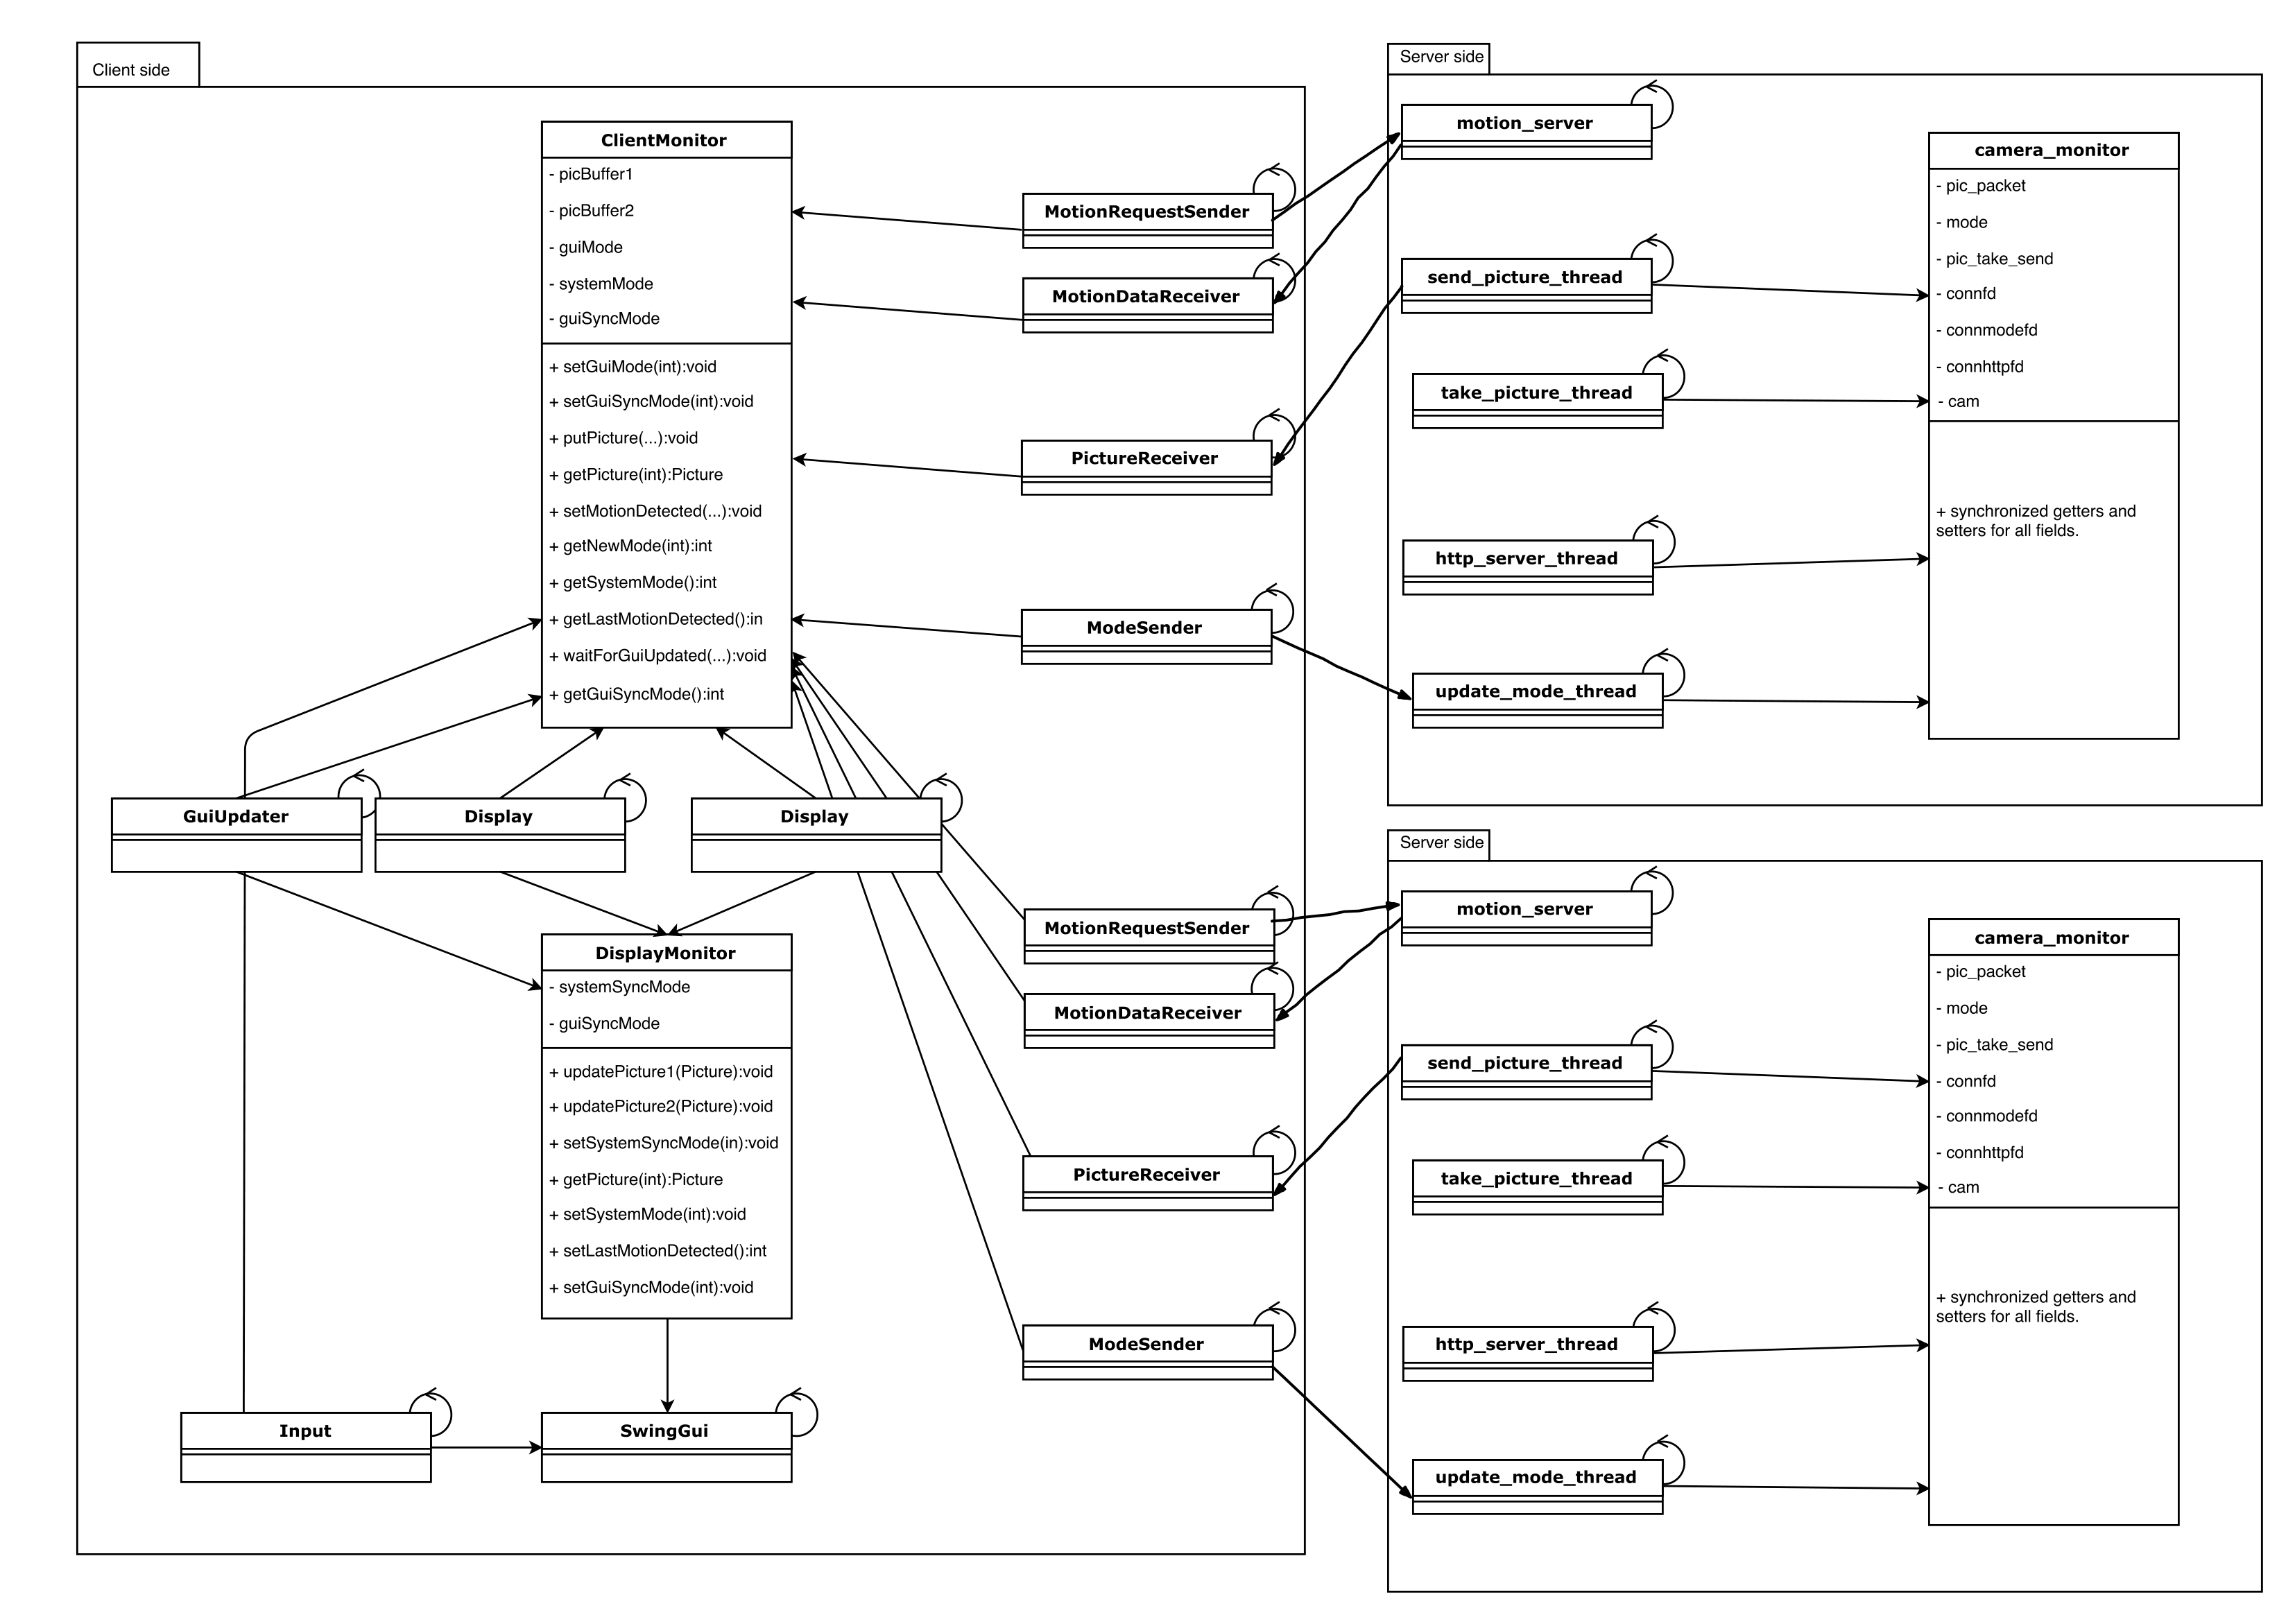 Client side
ClientMonitor
- picBuffer1
- picBuffer2
- guiMode
- systemMode
- guiSyncMode
+ setGuiMode(int):void
+ setGuiSyncMode(int):void
+ putPicture(...):void
+ getPicture(int):Picture
+ setMotionDetected(...):void
+ getNewMode(int):int
+ getSystemMode():int
+ getLastMotionDetected():in
+ waitForGuiUpdated(...):void
+ getGuiSyncMode():int
GuiUpdater
Display
Display
DisplayMonitor
- systemSyncMode
- guiSyncMode
+ updatePicture1(Picture):void
+ updatePicture2(Picture):void
+ setSystemSyncMode(in):void
+ getPicture(int):Picture
+ setSystemMode(int):void
+ setLastMotionDetected():int
+ setGuiSyncMode(int):void
Input
SwingGui
MotionRequestSender
MotionDataReceiver
PictureReceiver
ModeSender
MotionRequestSender
MotionDataReceiver
PictureReceiver
ModeSender
Server side
motion_server
send_picture_thread
take_picture_thread
http_server_thread
update_mode_thread
camera_monitor
- pic_packet
- mode
- pic_take_send
- connfd
- connmodefd
- connhttpfd
- cam
+ synchronized getters and
setters for all fields.
Server side
motion_server
send_picture_thread
take_picture_thread
http_server_thread
update_mode_thread
camera_monitor
- pic_packet
- mode
- pic_take_send
- connfd
- connmodefd
- connhttpfd
- cam
+ synchronized getters and
setters for all fields.